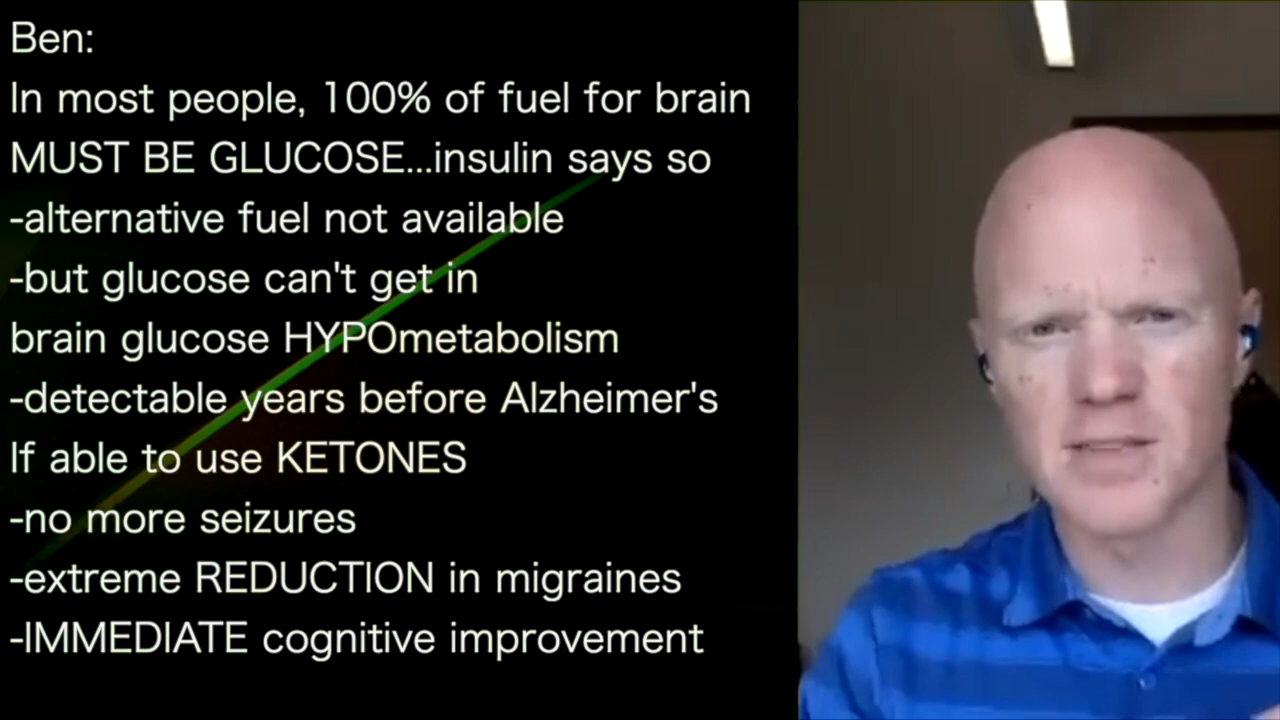 Ben:
In most people, 100% of fuel for brain
MUST BE GLUCOSE...insulin says so
-alternative fuel not available
-but glucose can't get in
brain glucose HYPOmetabolism
-detectable years before Alzheimer's
If able to use KETONES
-no more seizures
-extreme REDUCTION in migraines
-IMMEDIATE cognitive improvement